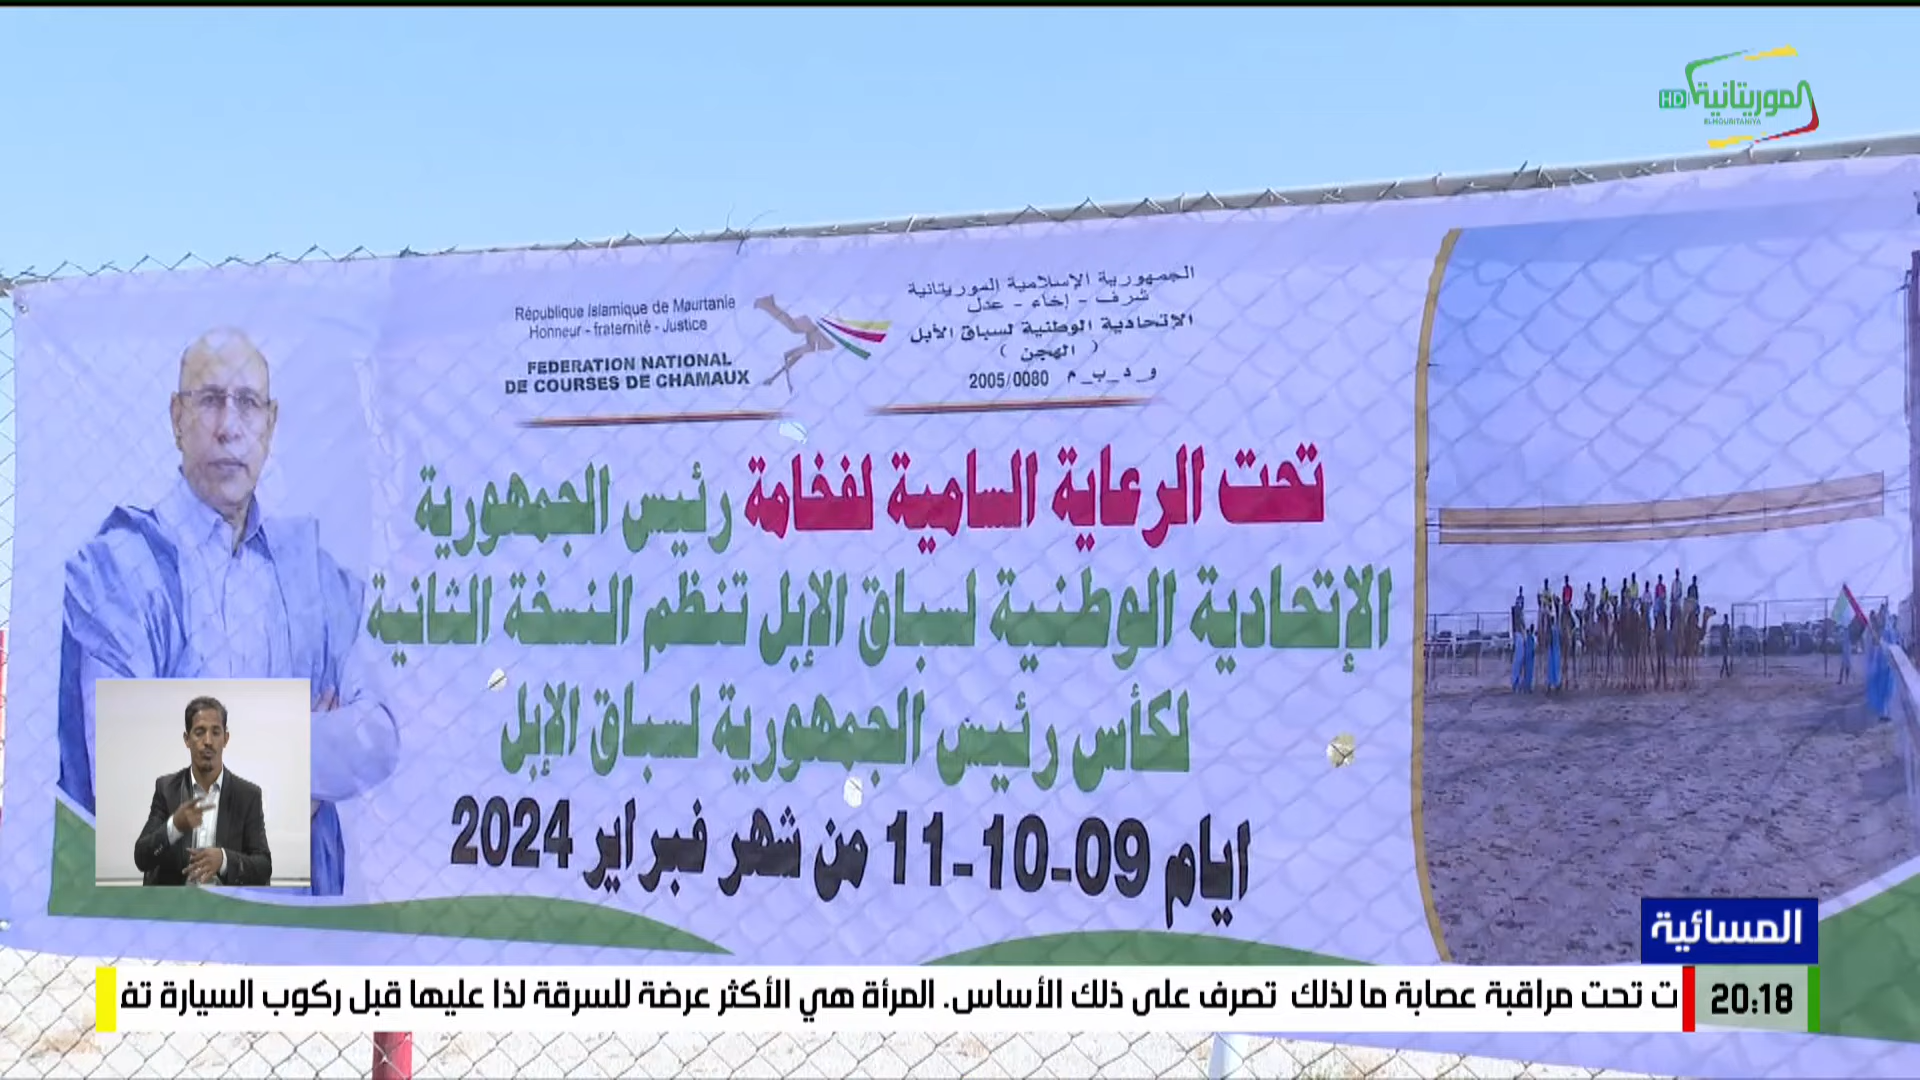 الموريتانية
HD
ELMOURITANIYA
République Islamique de Maurtanie
Honneur - fraternité - Justice
FEDERATION NATIONAL
DE COURSES DE CHAMAUX
الجمهورية الإسلامية الموريتانية
شرف - إخاء - عدل
الإتحادية الوطنية لسباق الأبل
( الهجن )
و_د_ب_م 2005/0080
تحت الرعاية السامية لفخامة رئيس الجمهورية
الإتحادية الوطنية لسباق الإبل تنظم النسخة الثانية
لكأس رئيس الجمهورية لسباق الإبل
ايام 09-10-11 من شهر فبراير 2024
المسائية
ت تحت مراقبة عصابة ما لذلك تصرف على ذلك الأساس. المرأة هي الأكثر عرضة للسرقة لذا عليها قبل ركوب السيارة تف
20:18